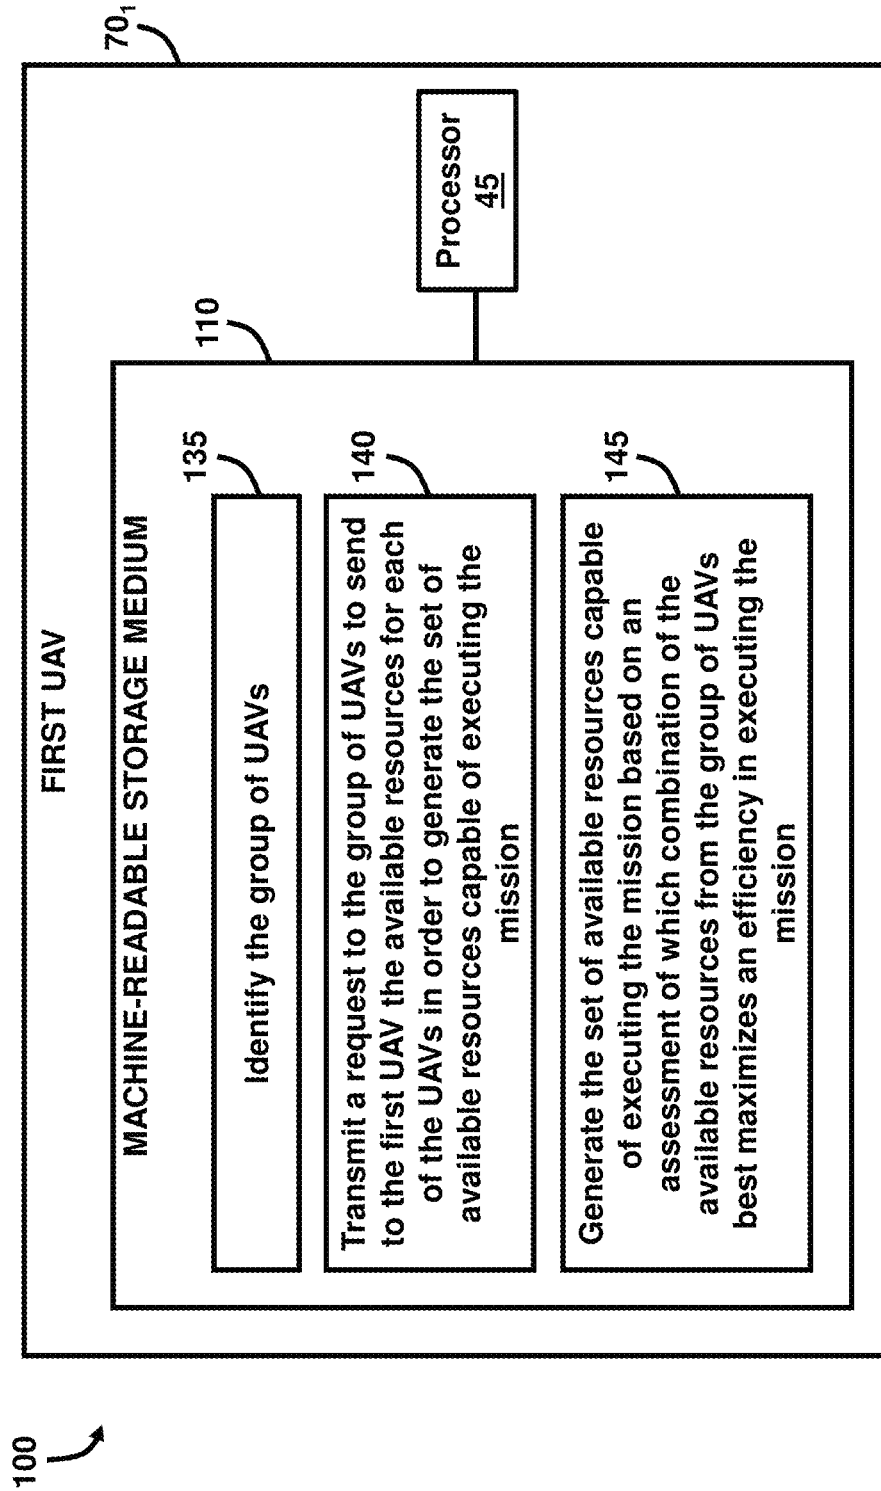 100
70₁
FIRST UAV
MACHINE-READABLE STORAGE MEDIUM
110
135
Identify the group of UAVs
140
Transmit a request to the group of UAVs to send
to the first UAV the available resources for each
of the UAVs in order to generate the set of
available resources capable of executing the
mission
145
Generate the set of available resources capable
of executing the mission based on an
assessment of which combination of the
available resources from the group of UAVs
best maximizes an efficiency in executing the
mission
Processor
45